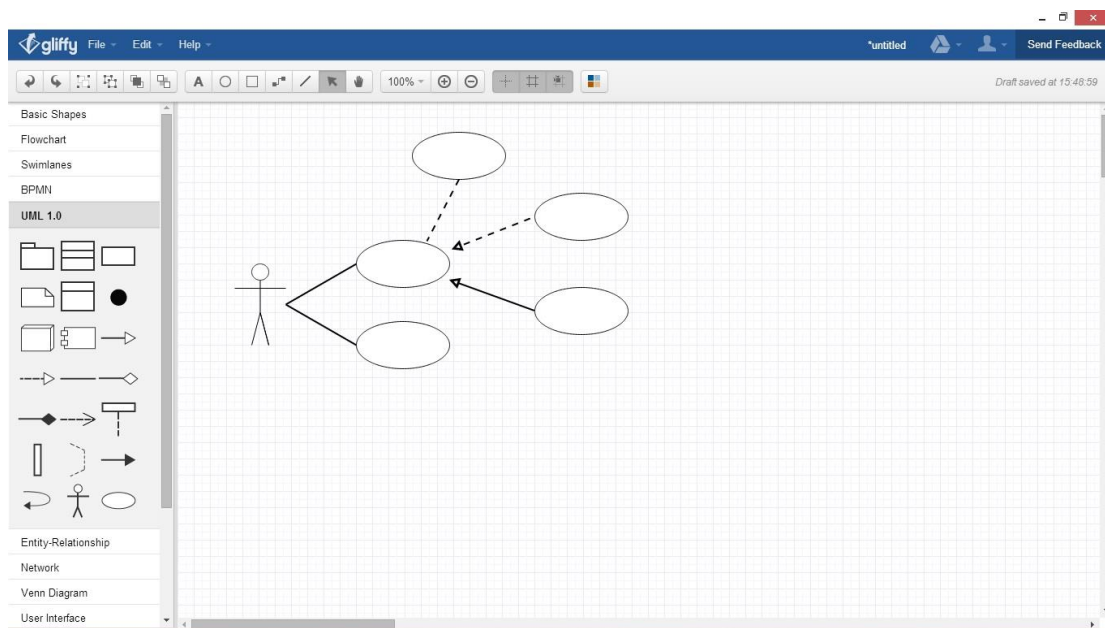 gliffy File Edit Help *untitled Send Feedback
A 100% Draft saved at 15:48:59
Basic Shapes
Flowchart
Swimlanes
BPMN
UML 1.0
Entity-Relationship
Network
Venn Diagram
User Interface